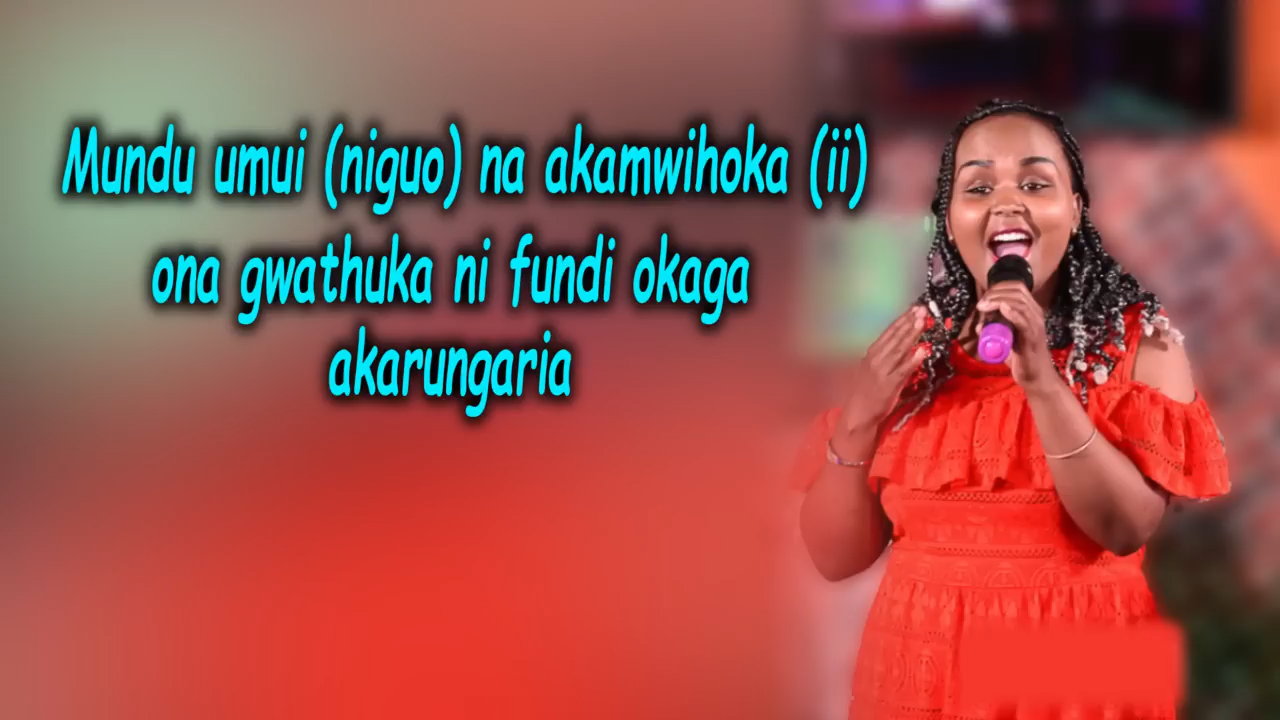 Mundu umui (niguo) na akamwihoka (ii)
ona gwathuka ni fundi okaga
akarungaria